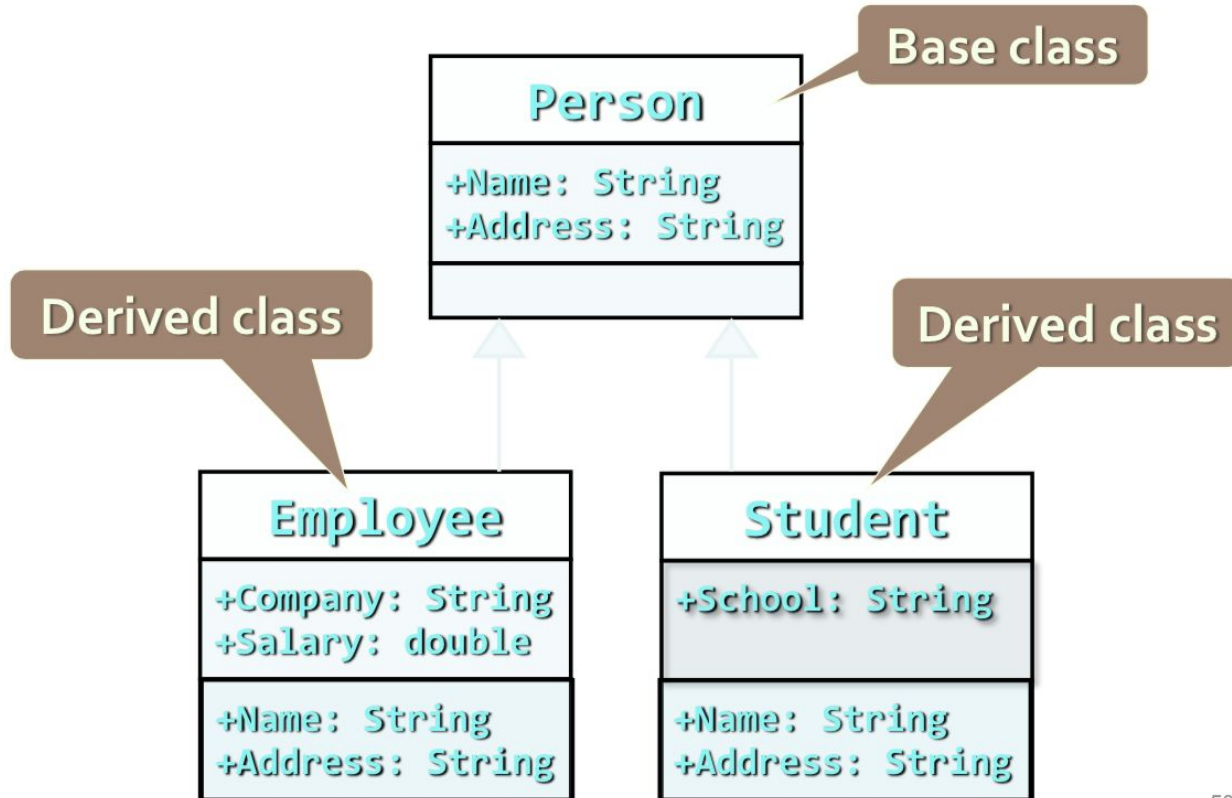 Base class
Person
+Name: String
+Address: String
Derived class
Derived class
Employee
+Company: String
+Salary: double
+Name: String
+Address: String
Student
+School: String
+Name: String
+Address: String